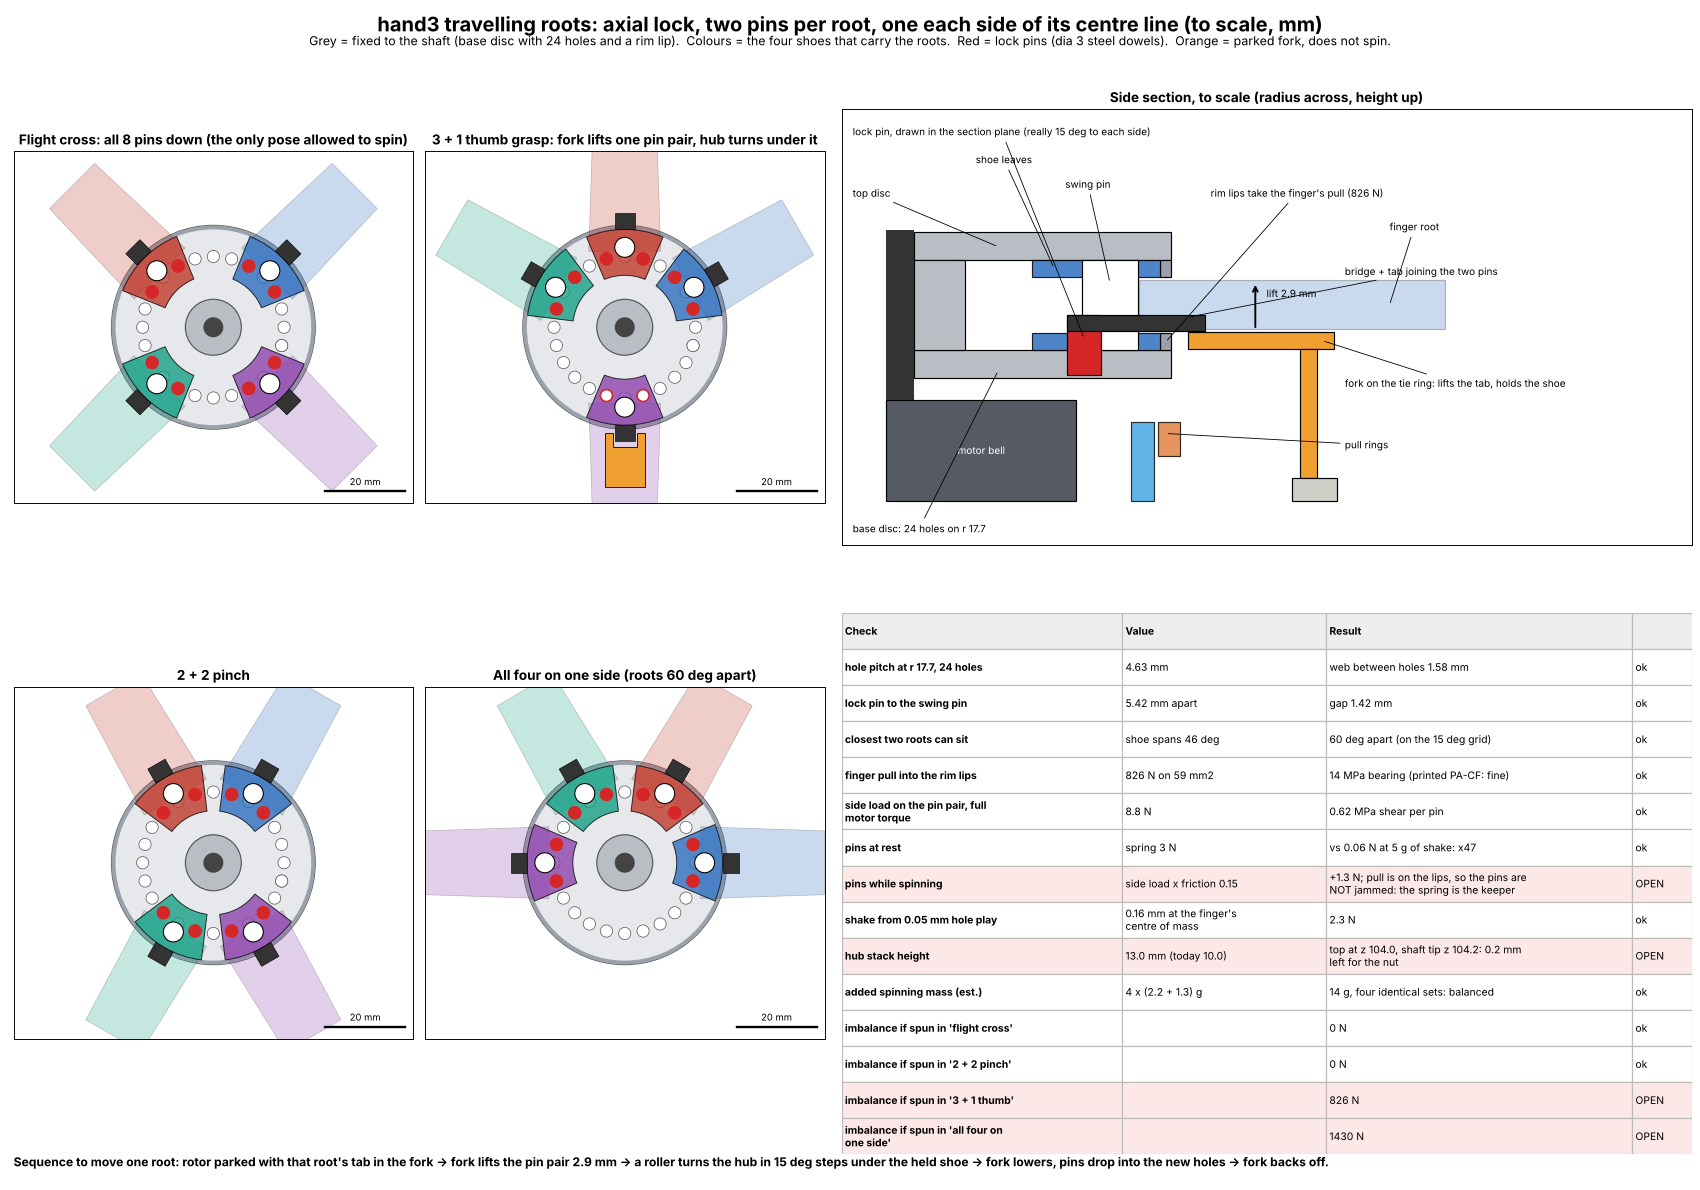 hand3 travelling roots: axial lock, two pins per root, one each side of its centre line (to scale, mm)
Grey = fixed to the shaft (base disc with 24 holes and a rim lip).  Colours = the four shoes that carry the roots.  Red = lock pins (dia 3 steel dowels).  Orange = parked fork, does not spin.
Flight cross: all 8 pins down (the only pose allowed to spin)
20 mm
3 + 1 thumb grasp: fork lifts one pin pair, hub turns under it
20 mm
Side section, to scale (radius across, height up)
lock pin, drawn in the section plane (really 15 deg to each side)
shoe leaves
swing pin
top disc
rim lips take the finger's pull (826 N)
finger root
bridge + tab joining the two pins
lift 2.9 mm
fork on the tie ring: lifts the tab, holds the shoe
pull rings
motor bell
base disc: 24 holes on r 17.7
2 + 2 pinch
20 mm
All four on one side (roots 60 deg apart)
20 mm
Check Value Result
hole pitch at r 17.7, 24 holes 4.63 mm web between holes 1.58 mm ok
lock pin to the swing pin 5.42 mm apart gap 1.42 mm ok
closest two roots can sit shoe spans 46 deg 60 deg apart (on the 15 deg grid) ok
finger pull into the rim lips 826 N on 59 mm2 14 MPa bearing (printed PA-CF: fine) ok
side load on the pin pair, full
motor torque 8.8 N 0.62 MPa shear per pin ok
pins at rest spring 3 N vs 0.06 N at 5 g of shake: x47 ok
pins while spinning side load x friction 0.15 +1.3 N; pull is on the lips, so the pins are
NOT jammed: the spring is the keeper OPEN
shake from 0.05 mm hole play 0.16 mm at the finger's
centre of mass 2.3 N ok
hub stack height 13.0 mm (today 10.0) top at z 104.0, shaft tip z 104.2: 0.2 mm
left for the nut OPEN
added spinning mass (est.) 4 x (2.2 + 1.3) g 14 g, four identical sets: balanced ok
imbalance if spun in 'flight cross' 0 N ok
imbalance if spun in '2 + 2 pinch' 0 N ok
imbalance if spun in '3 + 1 thumb' 826 N OPEN
imbalance if spun in 'all four on
one side' 1430 N OPEN
Sequence to move one root: rotor parked with that root's tab in the fork → fork lifts the pin pair 2.9 mm → a roller turns the hub in 15 deg steps under the held shoe → fork lowers, pins drop into the new holes → fork backs off.